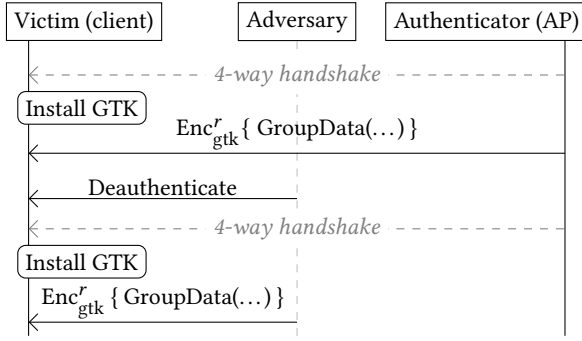 Victim (client) Adversary Authenticator (AP)
4-way handshake
Install GTK
Enc^r_gtk{ GroupData(…) }
Deauthenticate
4-way handshake
Install GTK
Enc^r_gtk{ GroupData(…) }